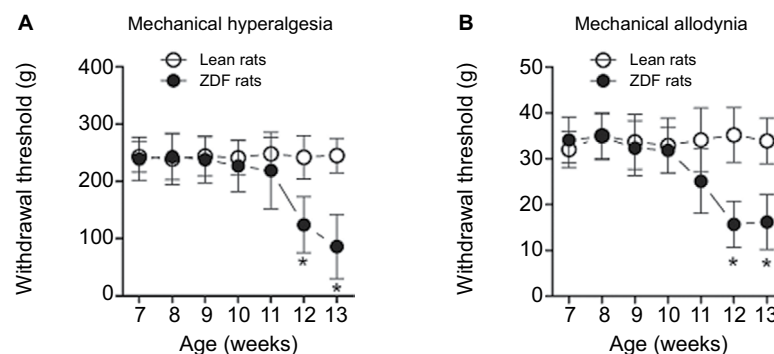 A
Mechanical hyperalgesia
Lean rats
ZDF rats
Withdrawal threshold (g)
400
300
200
100
0
*
*
7 8 9 10 11 12 13
Age (weeks)
B
Mechanical allodynia
Lean rats
ZDF rats
Withdrawal threshold (g)
50
40
30
20
10
0
* *
7 8 9 10 11 12 13
Age (weeks)